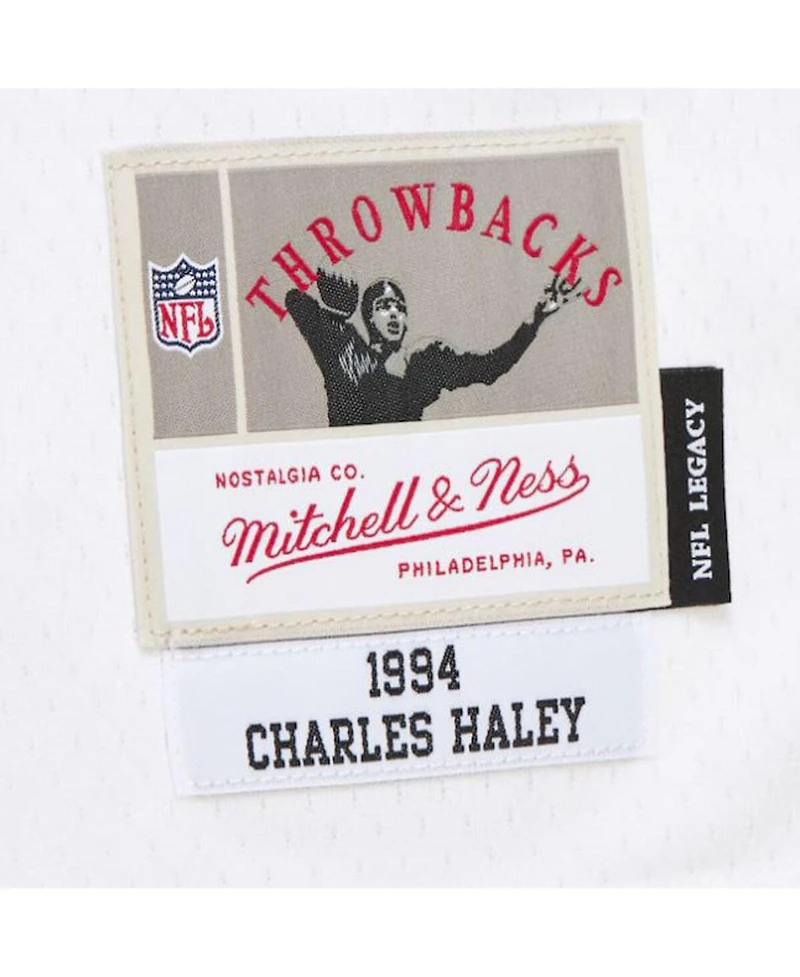 THROWBACKS
NFL
NOSTALGIA CO.
Mitchell & Ness
PHILADELPHIA, PA.
NFL LEGACY
1994
CHARLES HALEY